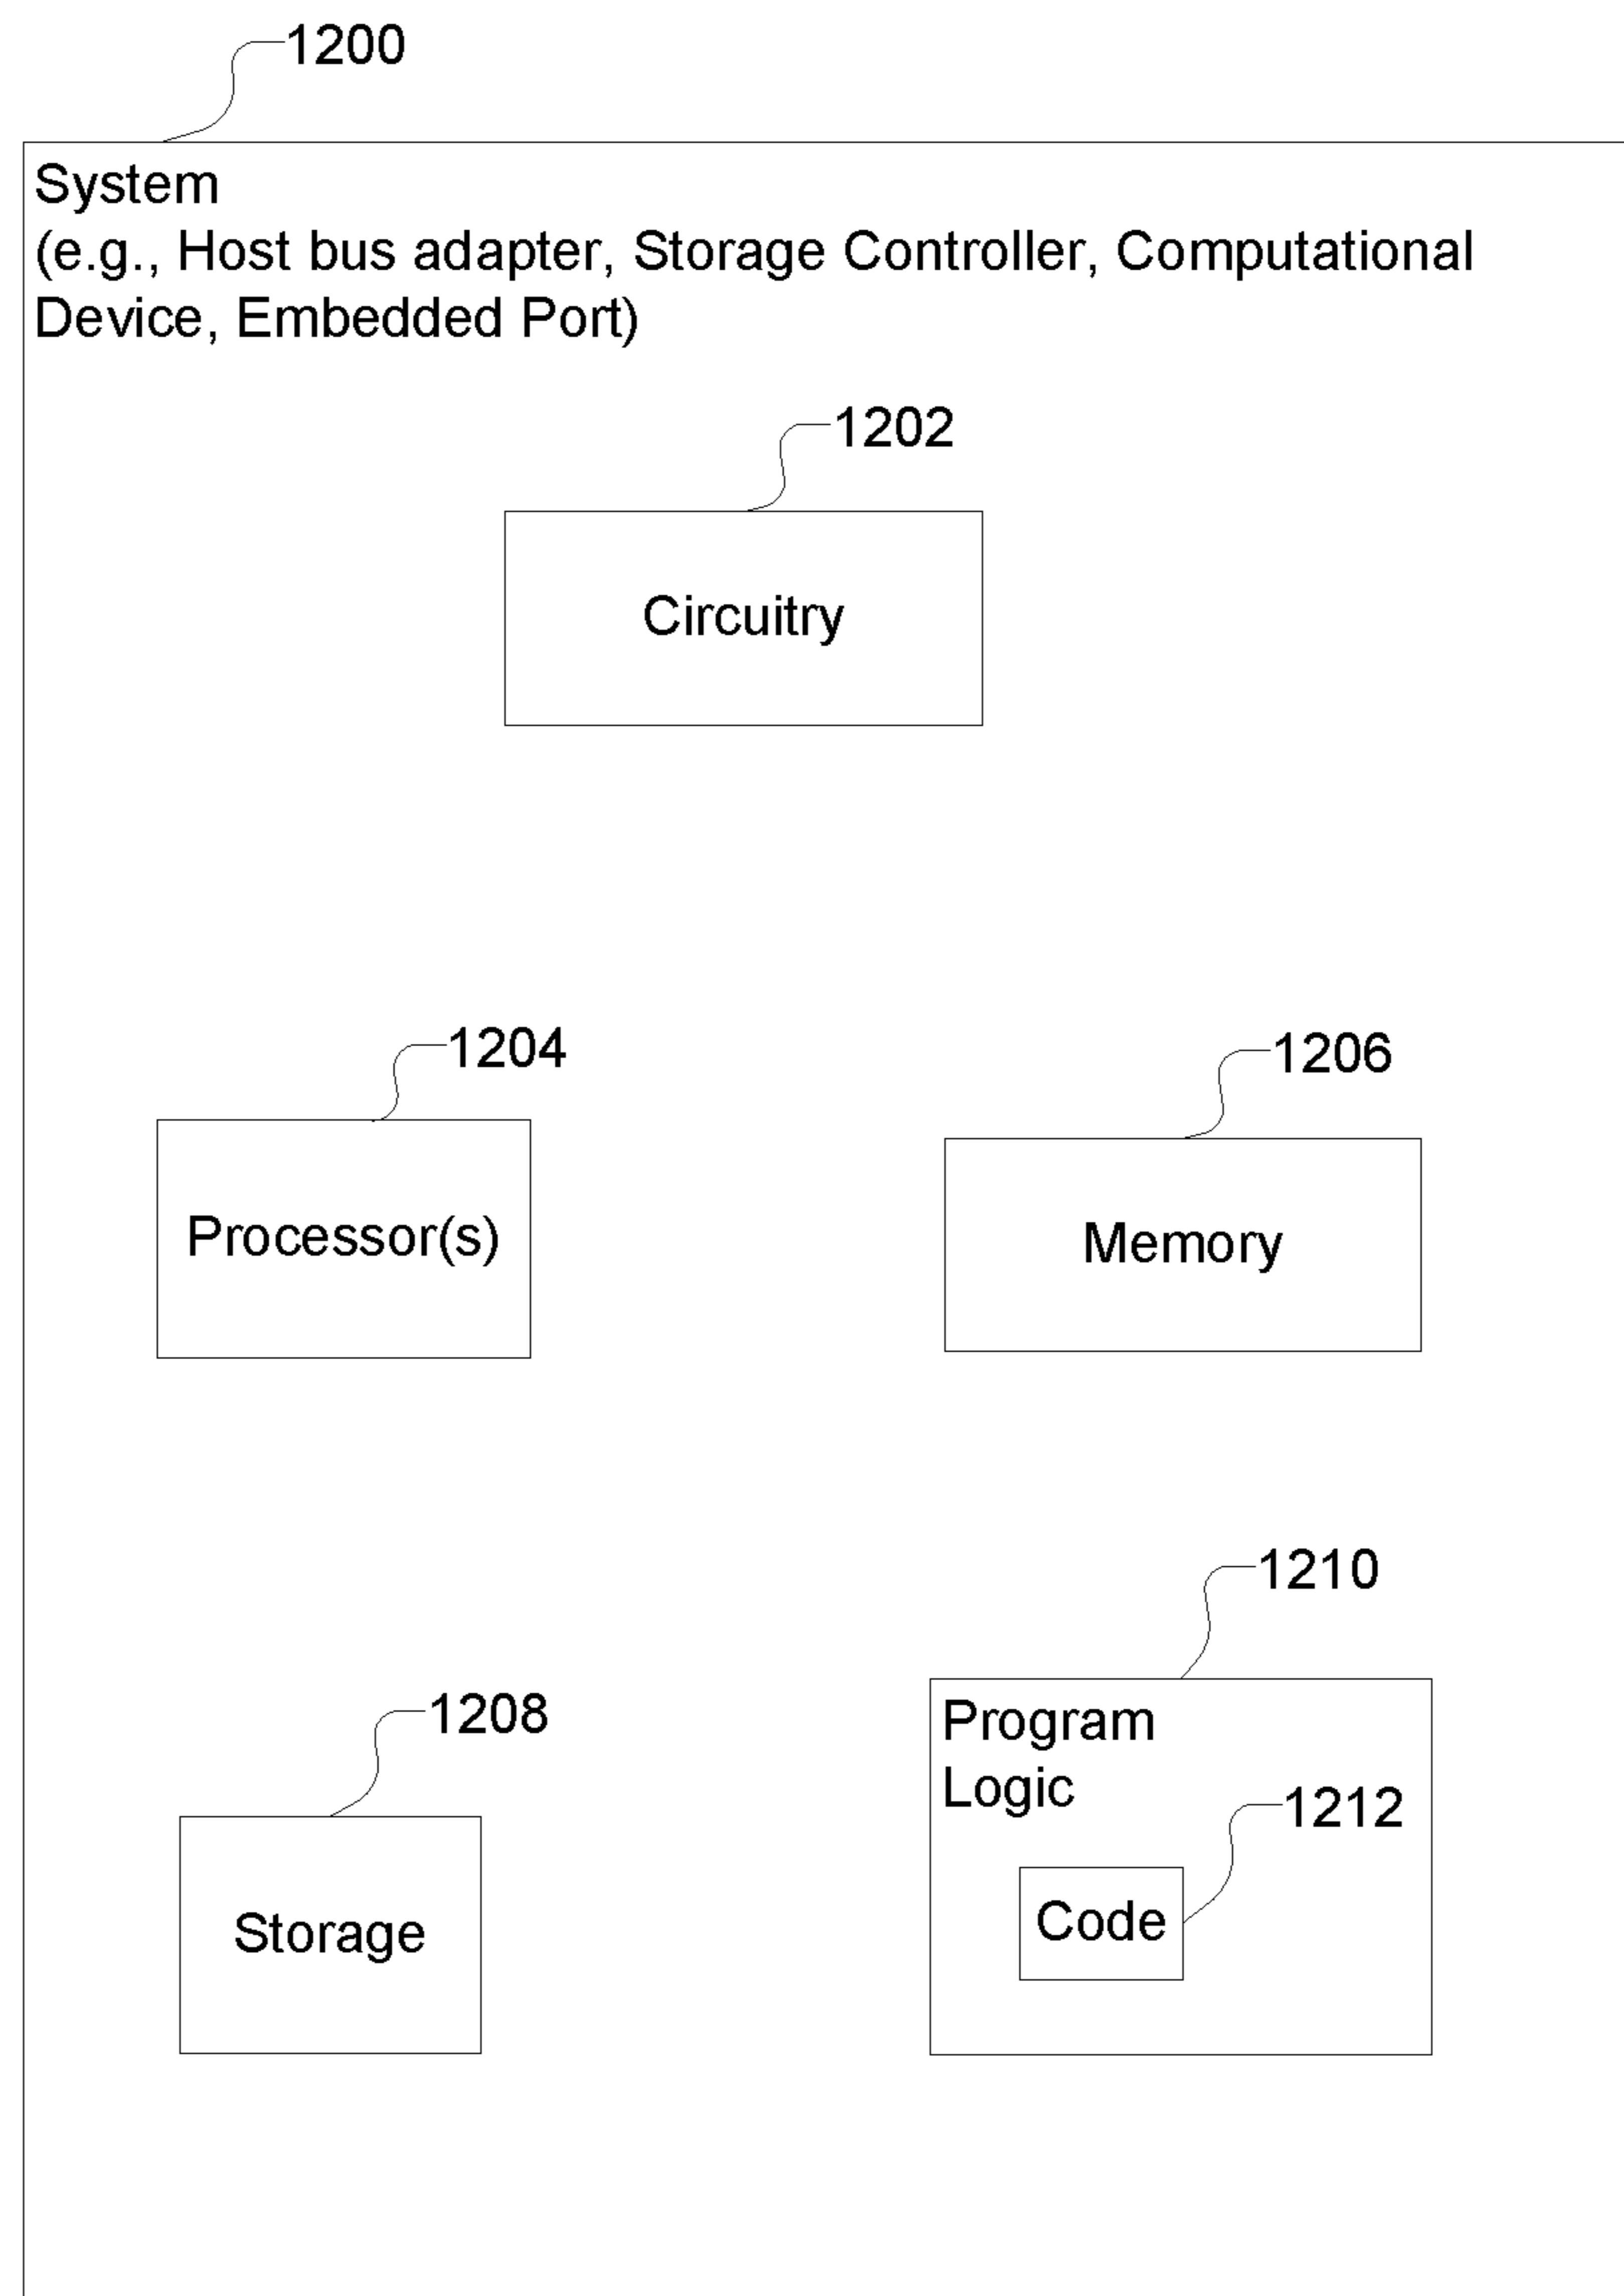 1200
System
(e.g., Host bus adapter, Storage Controller, Computational
Device, Embedded Port)
1202
Circuitry
1204
1206
Processor(s)
Memory
1210
1208
Program
Logic
1212
Code
Storage